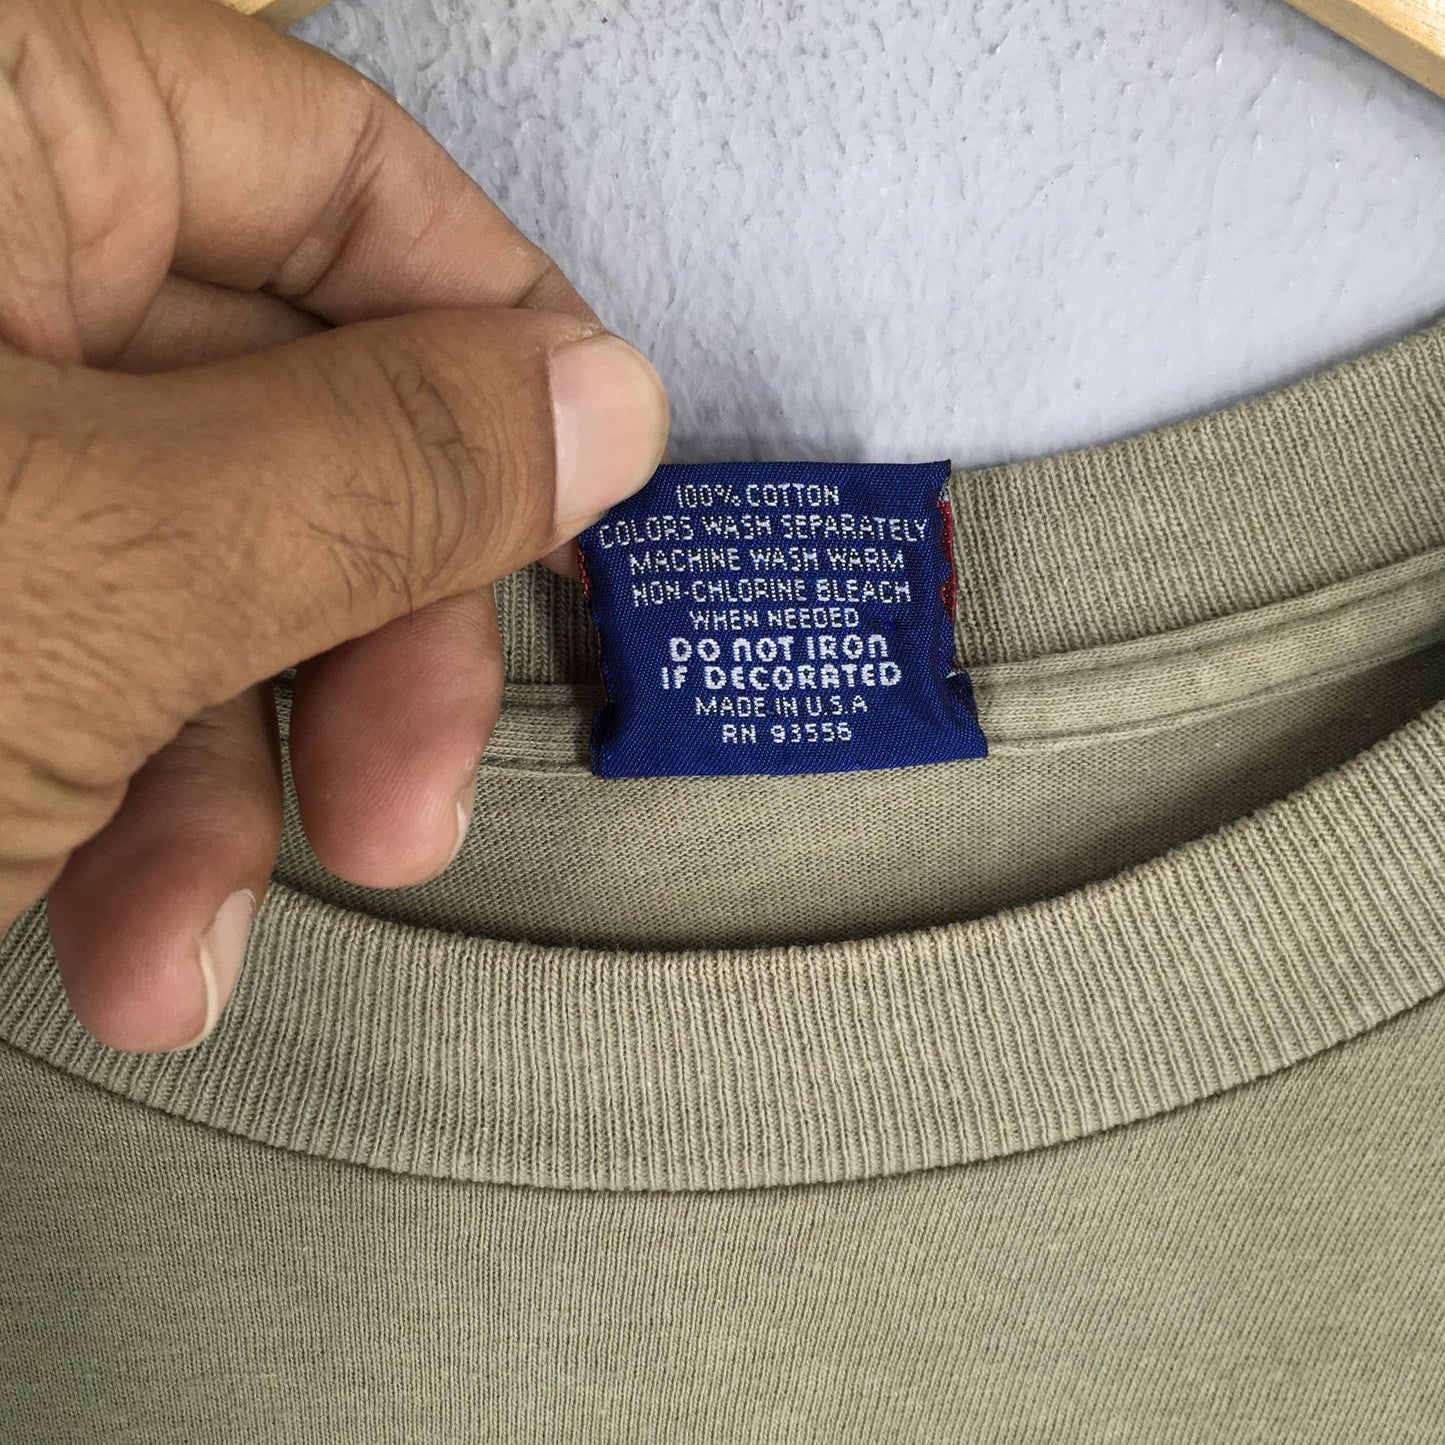 100% COTTON
COLORS WASH SEPARATELY
MACHINE WASH WARM
NON-CHLORINE BLEACH
WHEN NEEDED
DO NOT IRON
IF DECORATED
MADE IN U.S.A
RN 93556